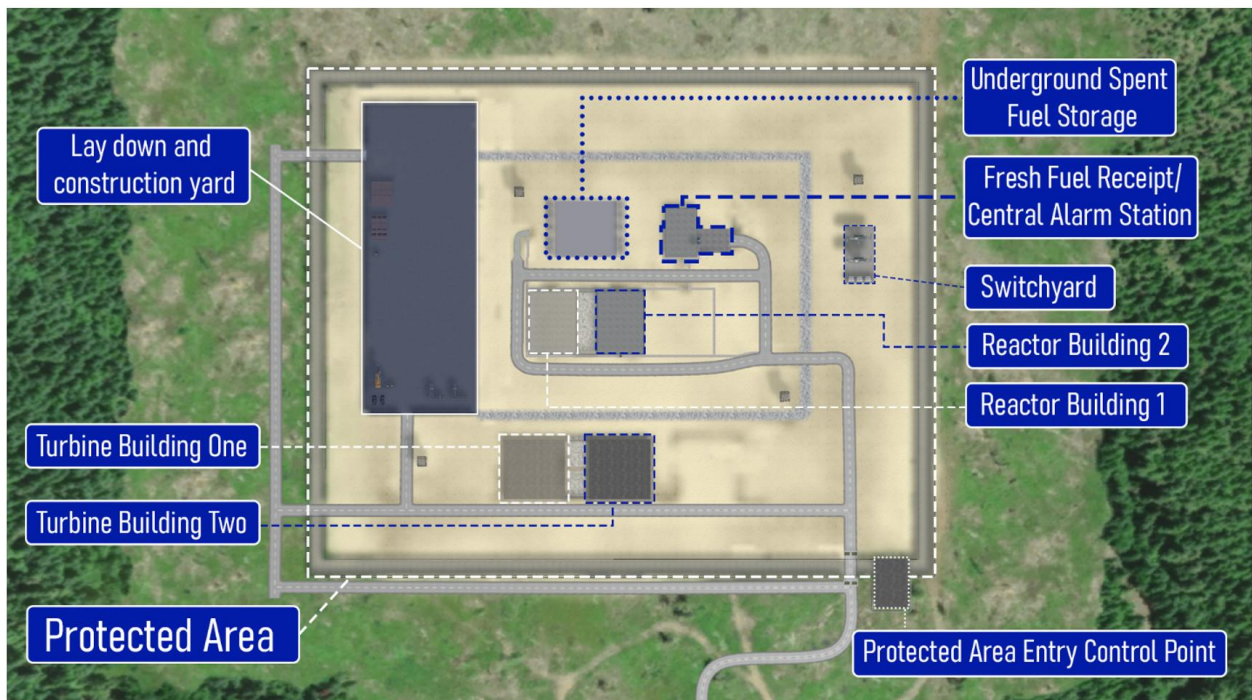 Underground Spent
Fuel Storage
Lay down and
construction yard
Fresh Fuel Receipt/
Central Alarm Station
Switchyard
Reactor Building 2
Reactor Building 1
Turbine Building One
Turbine Building Two
Protected Area
Protected Area Entry Control Point